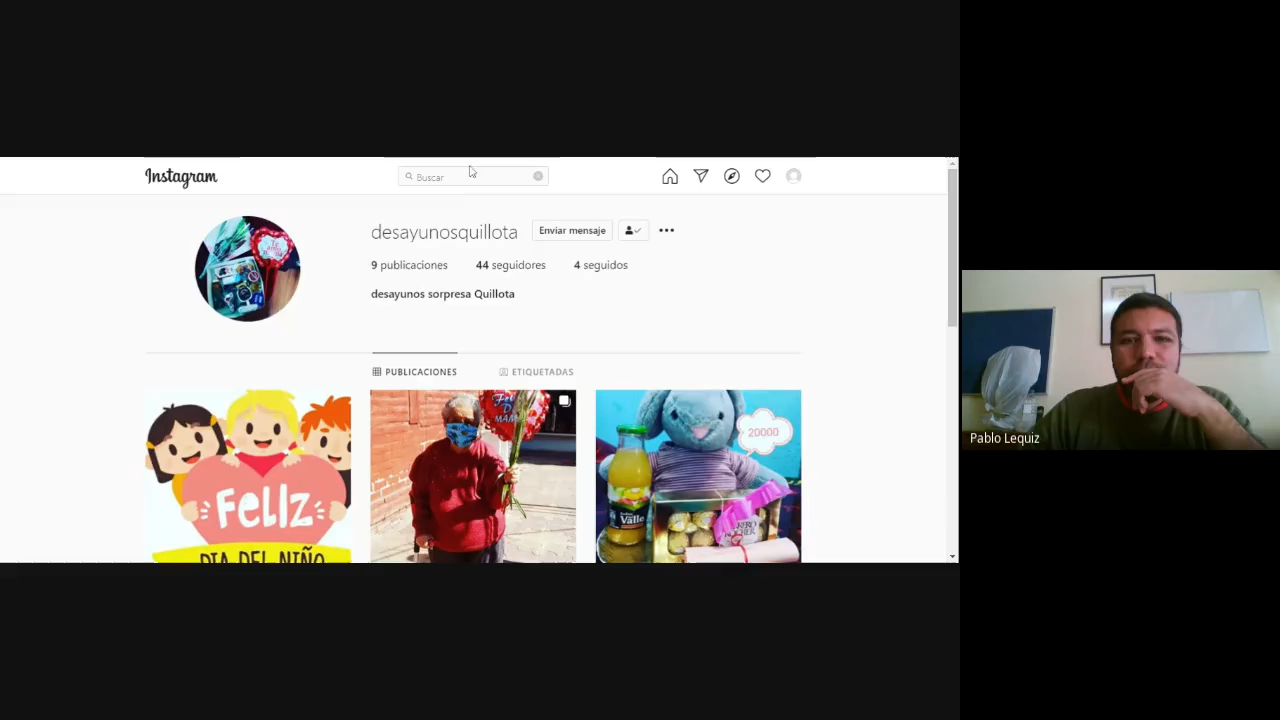 Instagram
Buscar
desayunosquillota
Enviar mensaje
9 publicaciones 44 seguidores 4 seguidos
desayunos sorpresa Quillota
PUBLICACIONES ETIQUETADAS
FELIZ
DIA DEL NIÑO
20000
Valle
Pablo Lequiz